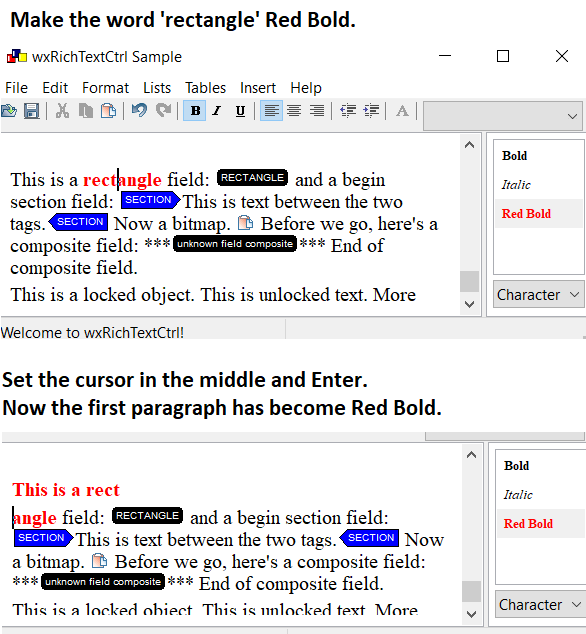 Make the word 'rectangle' Red Bold.
wxRichTextCtrl Sample
File Edit Format Lists Tables Insert Help
B I U A
This is a rectangle field: RECTANGLE and a begin
section field: SECTION This is text between the two
tags. SECTION Now a bitmap. Before we go, here's a
composite field: *** unknown field composite *** End of
composite field.
This is a locked object. This is unlocked text. More
Bold
Italic
Red Bold
Character
Welcome to wxRichTextCtrl!
Set the cursor in the middle and Enter.
Now the first paragraph has become Red Bold.
This is a rect
angle field: RECTANGLE and a begin section field:
SECTION This is text between the two tags. SECTION Now
a bitmap. Before we go, here's a composite field:
*** unknown field composite *** End of composite field.
This is a locked object. This is unlocked text. More
Bold
Italic
Red Bold
Character